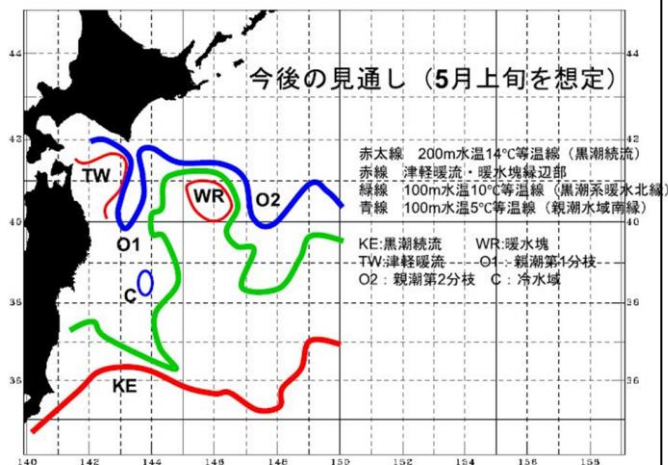 44
44
今後の見通し（5月上旬を想定）
42
42
赤太線　200m水温14℃等温線（黒潮続流）
TW
赤線　津軽暖流・暖水塊縁辺部
WR
O2
緑線　100m水温10℃等温線（黒潮系暖水北縁）
40
青線　100m水温5℃等温線（親潮水域南縁）
40
O1
KE:黒潮続流　WR:暖水塊
TW:津軽暖流　O1：親潮第1分枝
C
O2：親潮第2分枝　C：冷水域
38
38
36
KE
36
140 142 144 146 148 150 152 154 156 158